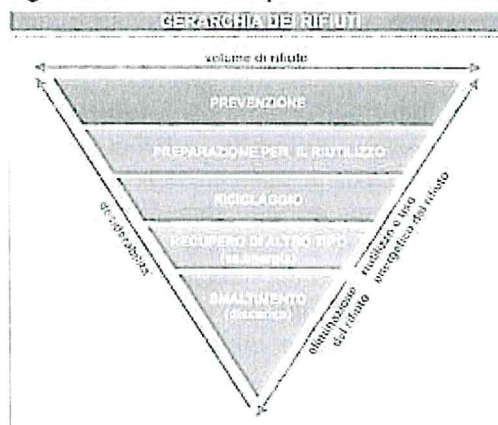 GERARCHIA DEI RIFIUTI
volume di rifiuto
PREVENZIONE
PREPARAZIONE PER IL RIUTILIZZO
RICICLAGGIO
RECUPERO DI ALTRO TIPO
SMALTIMENTO
(discarica)
desiderabilità
riutilizzo e uso
energetico del rifiuto
eliminazione
del rifiuto